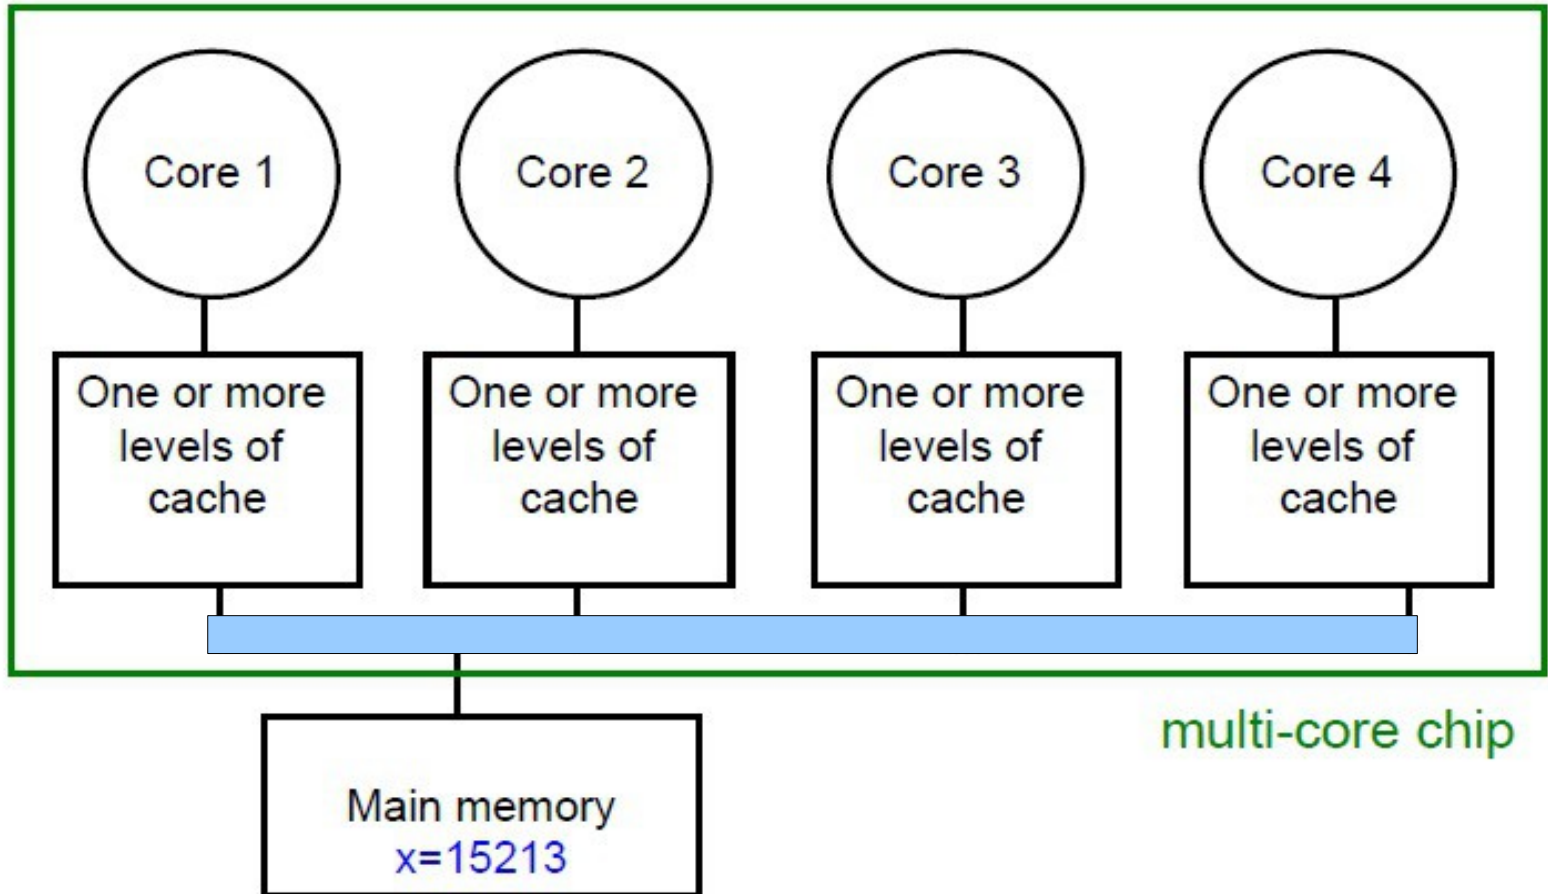 Core 1
Core 2
Core 3
Core 4
One or more
levels of
cache
One or more
levels of
cache
One or more
levels of
cache
One or more
levels of
cache
multi-core chip
Main memory
x=15213